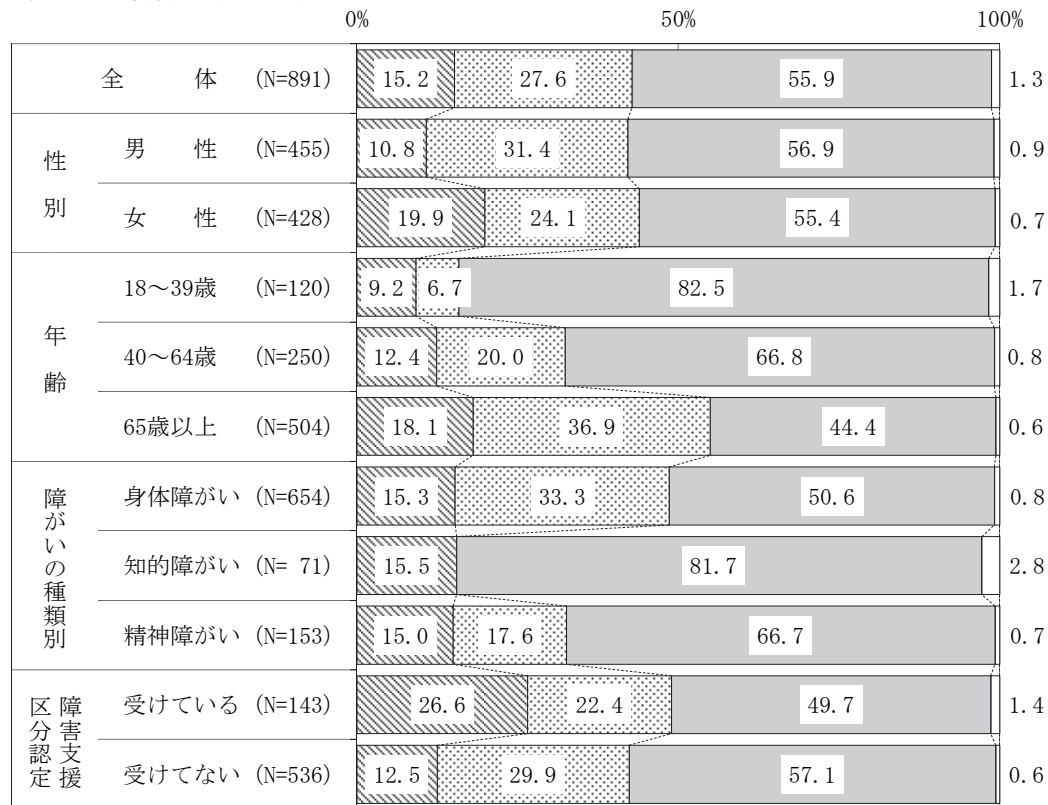 0% 50% 100%
全 体 (N=891) 15.2 27.6 55.9 1.3
性別
男 性 (N=455) 10.8 31.4 56.9 0.9
女 性 (N=428) 19.9 24.1 55.4 0.7
年齢
18～39歳 (N=120) 9.2 6.7 82.5 1.7
40～64歳 (N=250) 12.4 20.0 66.8 0.8
65歳以上 (N=504) 18.1 36.9 44.4 0.6
障がいの種類別
身体障がい (N=654) 15.3 33.3 50.6 0.8
知的障がい (N= 71) 15.5 81.7 2.8
精神障がい (N=153) 15.0 17.6 66.7 0.7
障害支援
区分認定
受けている (N=143) 26.6 22.4 49.7 1.4
受けてない (N=536) 12.5 29.9 57.1 0.6